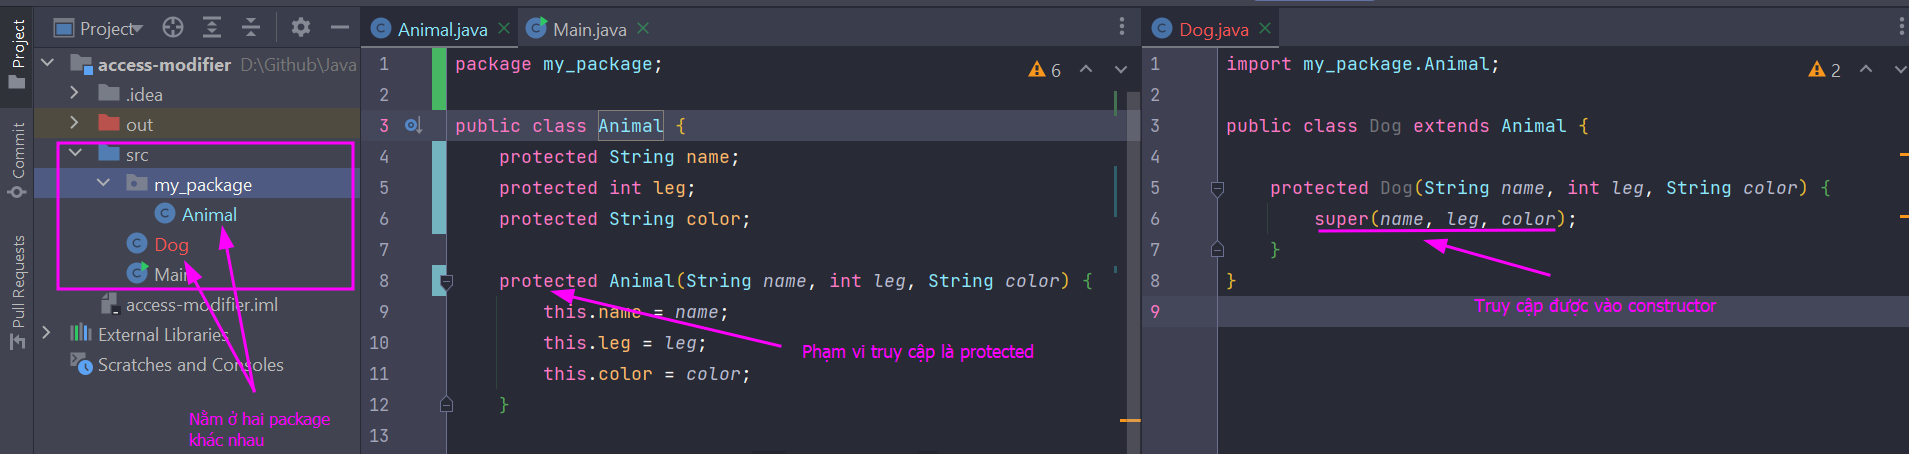 Project
Commit
Pull Requests
Project
access-modifier D:\Github\Java
.idea
out
src
my_package
Animal
Dog
Main
access-modifier.iml
External Libraries
Scratches and Consoles
Nằm ở hai package
khác nhau
Animal.java
Main.java
6
1 package my_package;
2
3 public class Animal {
4 protected String name;
5 protected int leg;
6 protected String color;
7
8 protected Animal(String name, int leg, String color) {
9 this.name = name;
10 this.leg = leg;
11 this.color = color;
12 }
13
Phạm vi truy cập là protected
Dog.java
2
1 import my_package.Animal;
2
3 public class Dog extends Animal {
4
5 protected Dog(String name, int leg, String color) {
6 super(name, leg, color);
7 }
8 }
9
Truy cập được vào constructor